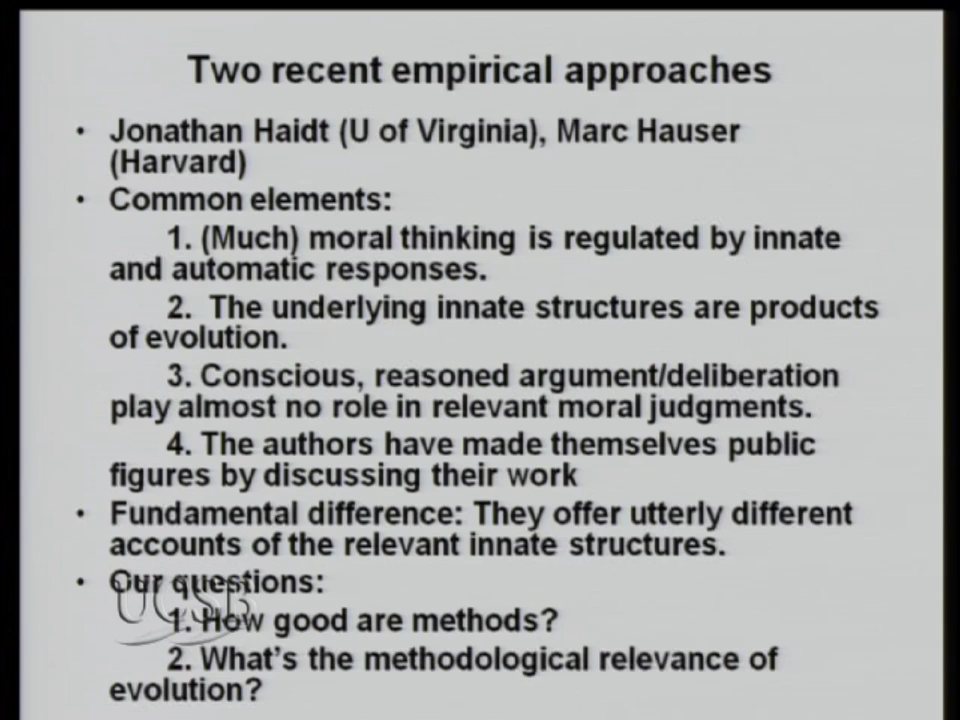 Two recent empirical approaches
• Jonathan Haidt (U of Virginia), Marc Hauser
(Harvard)
• Common elements:
1. (Much) moral thinking is regulated by innate
and automatic responses.
2. The underlying innate structures are products
of evolution.
3. Conscious, reasoned argument/deliberation
play almost no role in relevant moral judgments.
4. The authors have made themselves public
figures by discussing their work
• Fundamental difference: They offer utterly different
accounts of the relevant innate structures.
• Our questions:
UCSB
1. How good are methods?
2. What's the methodological relevance of
evolution?